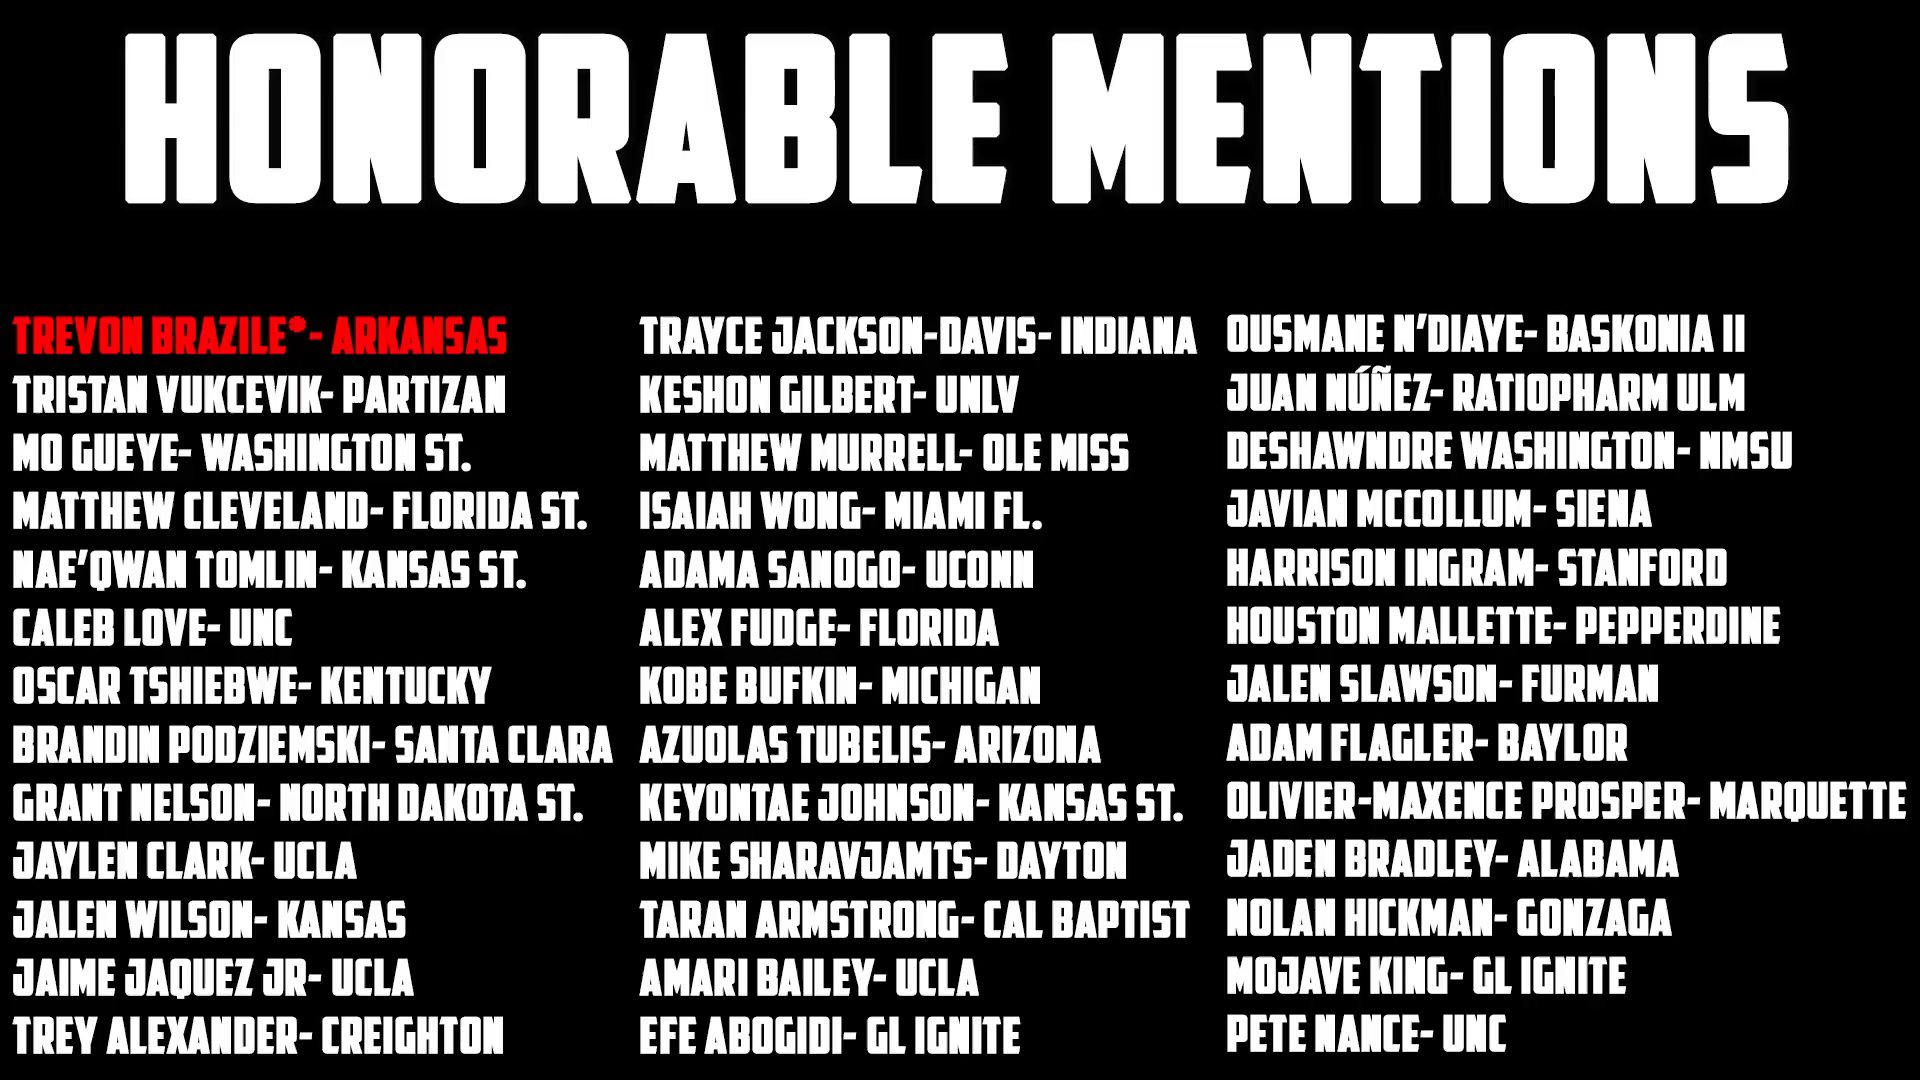 HONORABLE MENTIONS
TREVON BRAZILE*- ARKANSAS
TRISTAN VUKCEVIK- PARTIZAN
MO GUEYE- WASHINGTON ST.
MATTHEW CLEVELAND- FLORIDA ST.
NAE'QWAN TOMLIN- KANSAS ST.
CALEB LOVE- UNC
OSCAR TSHIEBWE- KENTUCKY
BRANDIN PODZIEMSKI- SANTA CLARA
GRANT NELSON- NORTH DAKOTA ST.
JAYLEN CLARK- UCLA
JALEN WILSON- KANSAS
JAIME JAQUEZ JR- UCLA
TREY ALEXANDER- CREIGHTON
TRAYCE JACKSON-DAVIS- INDIANA
KESHON GILBERT- UNLV
MATTHEW MURRELL- OLE MISS
ISAIAH WONG- MIAMI FL.
ADAMA SANOGO- UCONN
ALEX FUDGE- FLORIDA
KOBE BUFKIN- MICHIGAN
AZUOLAS TUBELIS- ARIZONA
KEYONTAE JOHNSON- KANSAS ST.
MIKE SHARAVJAMTS- DAYTON
TARAN ARMSTRONG- CAL BAPTIST
AMARI BAILEY- UCLA
EFE ABOGIDI- GL IGNITE
OUSMANE N'DIAYE- BASKONIA II
JUAN NÚÑEZ- RATIOPHARM ULM
DESHAWNDRE WASHINGTON- NMSU
JAVIAN MCCOLLUM- SIENA
HARRISON INGRAM- STANFORD
HOUSTON MALLETTE- PEPPERDINE
JALEN SLAWSON- FURMAN
ADAM FLAGLER- BAYLOR
OLIVIER-MAXENCE PROSPER- MARQUETTE
JADEN BRADLEY- ALABAMA
NOLAN HICKMAN- GONZAGA
MOJAVE KING- GL IGNITE
PETE NANCE- UNC